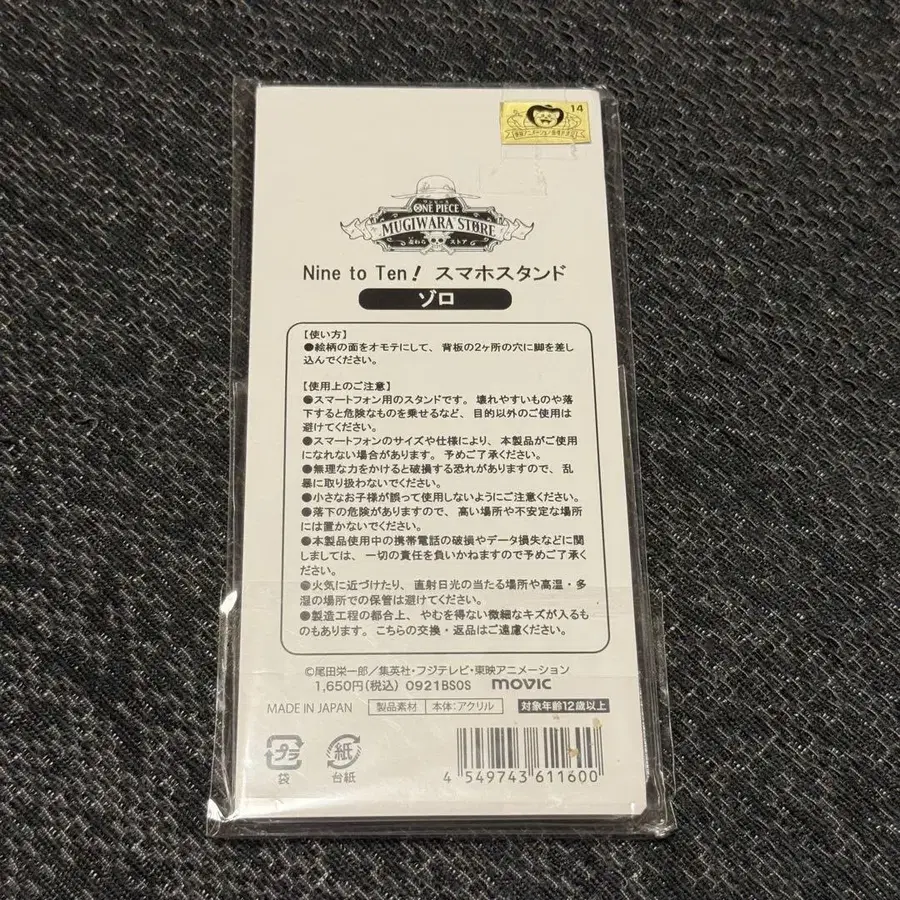 14
ワンピース
ONE PIECE
MUGIWARA STORE
麦わら ストア
Nine to Ten! スマホスタンド
ゾロ
【使い方】
●絵柄の面をオモテにして、背板の2ヶ所の穴に脚を差し
込んでください。
【使用上のご注意】
●スマートフォン用のスタンドです。壊れやすいものや落
下すると危険なものを乗せるなど、目的以外のご使用は
避けてください。
●スマートフォンのサイズや仕様により、本製品がご使用
になれない場合があります。予めご了承ください。
●無理な力をかけると破損する恐れがありますので、乱
暴に取り扱わないでください。
●小さなお子様が誤って使用しないようにご注意ください。
●落下の危険がありますので、高い場所や不安定な場所
には置かないでください。
●本製品使用中の携帯電話の破損やデータ損失などに関
しましては、一切の責任を負いかねますので予めご了承く
ださい。
●火気に近づけたり、直射日光の当たる場所や高温・多
湿の場所での保管は避けてください。
●製造工程の都合上、やむを得ない微細なキズが入るも
のもあります。こちらの交換・返品はご遠慮ください。
©尾田栄一郎／集英社・フジテレビ・東映アニメーション
1,650円(税込) 0921BSOS movic
MADE IN JAPAN 製品素材 本体:アクリル 対象年齢12歳以上
プラ 紙
袋 台紙
4 549743 611600